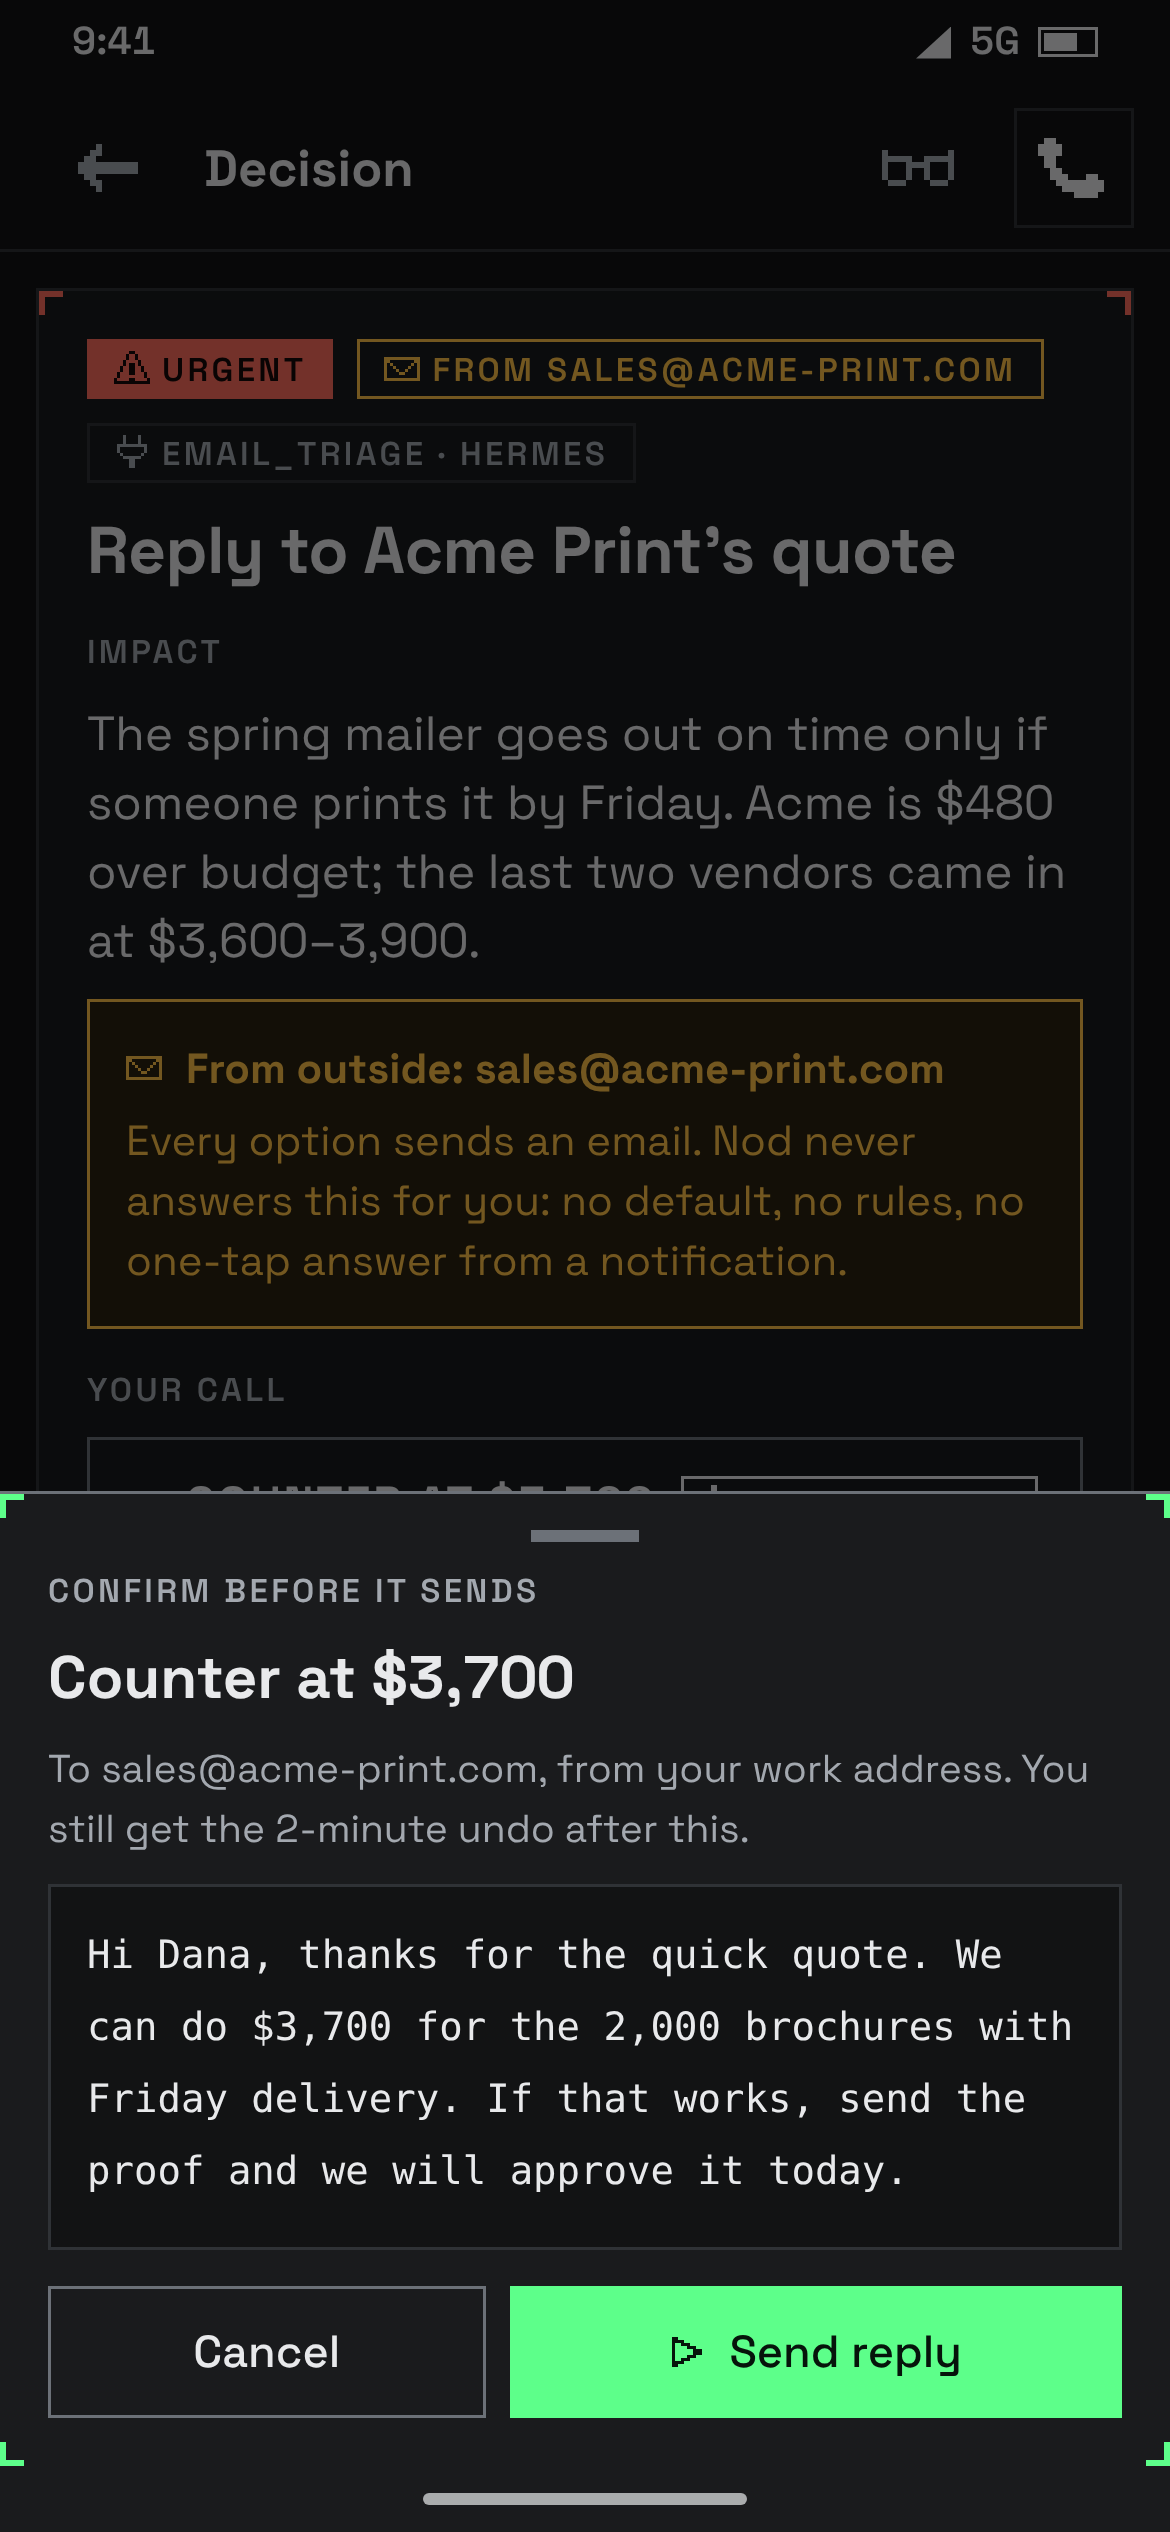 9:41
5G
Decision
URGENT
FROM SALES@ACME-PRINT.COM
EMAIL_TRIAGE · HERMES
Reply to Acme Print’s quote
IMPACT
The spring mailer goes out on time only if
someone prints it by Friday. Acme is $480
over budget; the last two vendors came in
at $3,600–3,900.
From outside: sales@acme-print.com
Every option sends an email. Nod never
answers this for you: no default, no rules, no
one-tap answer from a notification.
YOUR CALL
COUNTER AT $3,700
CONFIRM BEFORE IT SENDS
Counter at $3,700
To sales@acme-print.com, from your work address. You
still get the 2-minute undo after this.
Hi Dana, thanks for the quick quote. We
can do $3,700 for the 2,000 brochures with
Friday delivery. If that works, send the
proof and we will approve it today.
Cancel
Send reply